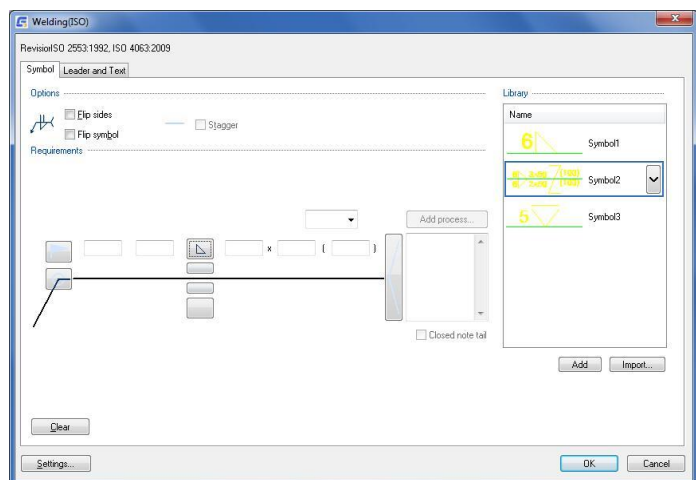 Welding(ISO)
RevisionISO 2553:1992, ISO 4063:2009
Symbol
Leader and Text
Options
Flip sides
Flip symbol
Stagger
Requirements
Add process...
x
(
)
Closed note tail
Library
Name
6
Symbol1
Symbol2
5
Symbol3
Add
Import...
Clear
Settings...
OK
Cancel